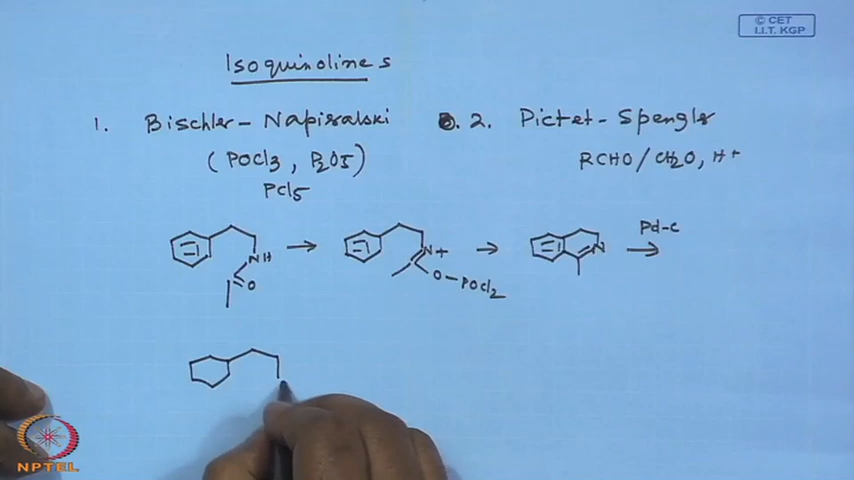 © CET
I.I.T. KGP
Isoquinolines
1. Bischler-Napiralski
(POCl3, P2O5)
PCl5
2. Pictet-Spengler
RCHO/CH2O, H+
NH
O
N+
O-POCl2
N
Pd-C
NPTEL